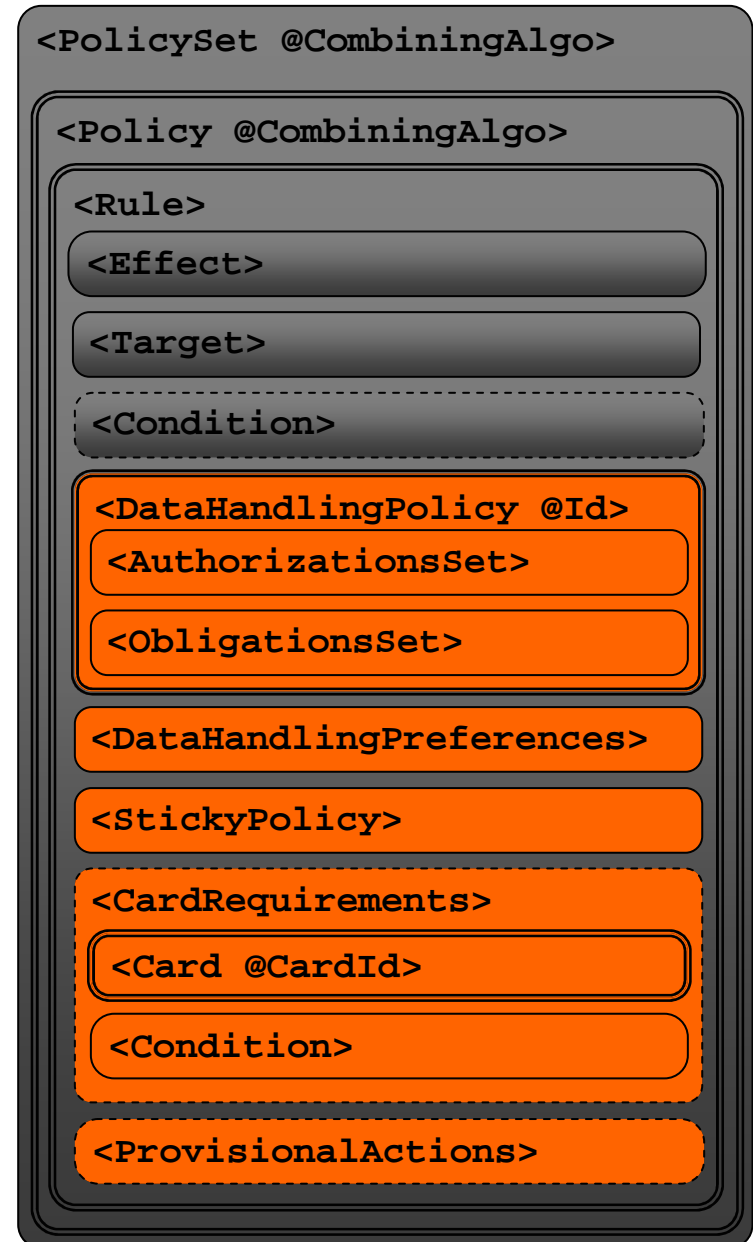 <PolicySet @CombiningAlgo>
<Policy @CombiningAlgo>
<Rule>
<Effect>
<Target>
<Condition>
<DataHandlingPolicy @Id>
<AuthorizationsSet>
<ObligationsSet>
<DataHandlingPreferences>
<StickyPolicy>
<CardRequirements>
<Card @CardId>
<Condition>
<ProvisionalActions>